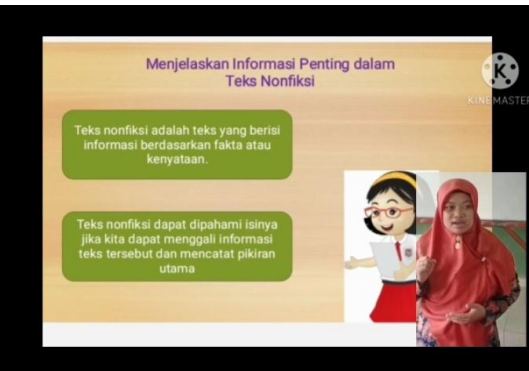 Menjelaskan Informasi Penting dalam
Teks Nonfiksi
K
KINEMASTER
Teks nonfiksi adalah teks yang berisi
informasi berdasarkan fakta atau
kenyataan.
Teks nonfiksi dapat dipahami isinya
jika kita dapat menggali informasi
teks tersebut dan mencatat pikiran
utama